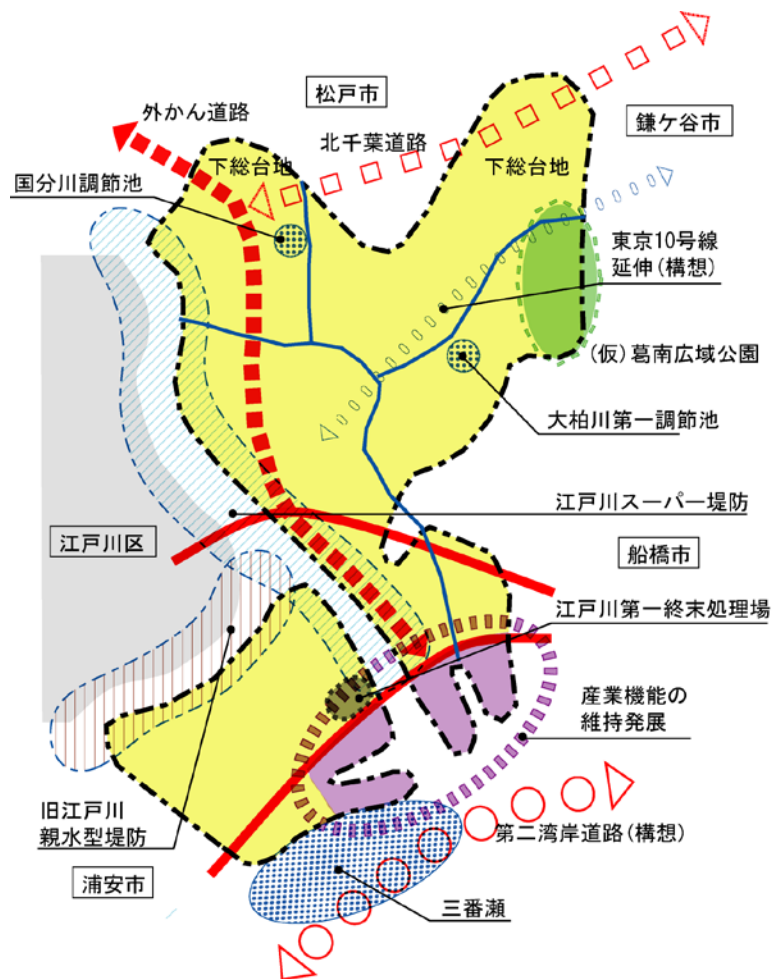 松戸市
外かん道路
鎌ケ谷市
北千葉道路
下総台地
下総台地
国分川調節池
東京10号線
延伸(構想)
(仮)葛南広域公園
大柏川第一調節池
江戸川スーパー堤防
江戸川区
船橋市
江戸川第一終末処理場
産業機能の
維持発展
旧江戸川
親水型堤防
第二湾岸道路(構想)
浦安市
三番瀬